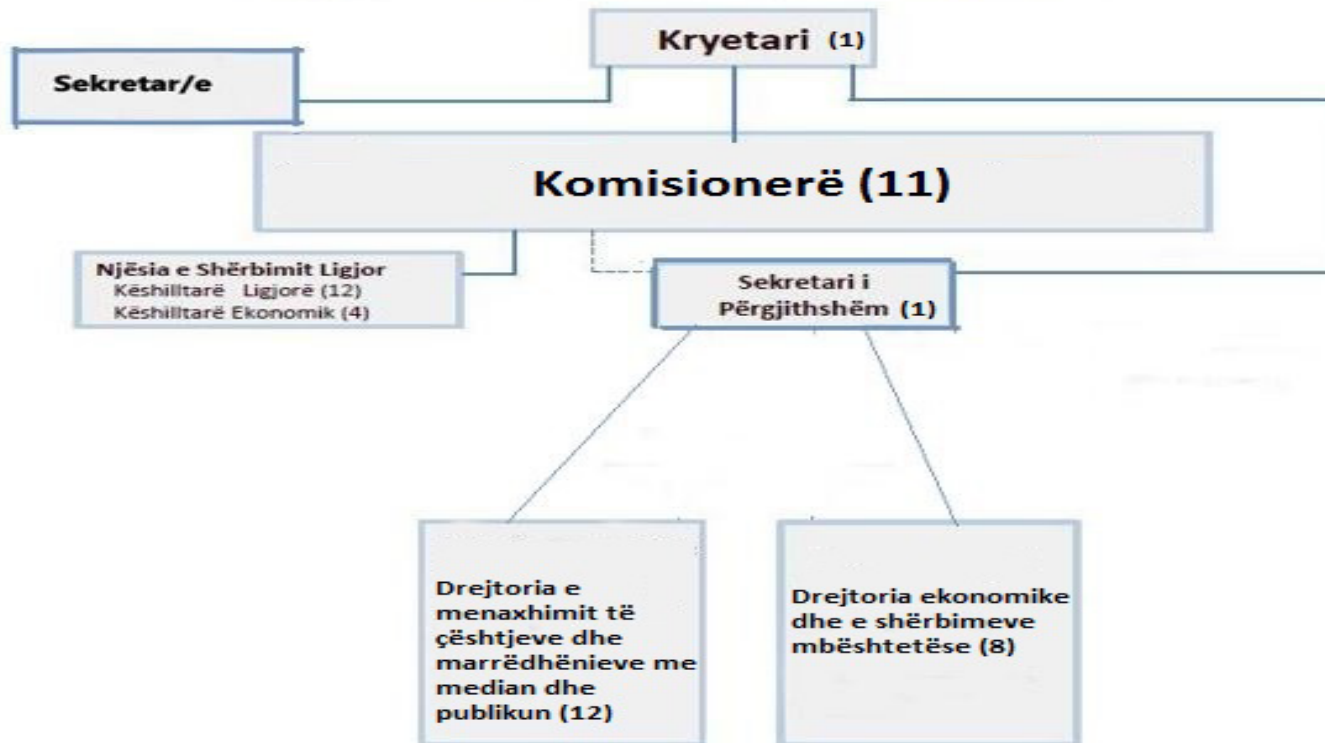 Kryetari (1)
Sekretar/e
Komisionerë (11)
Njësia e Shërbimit Ligjor
Këshilltarë Ligjorë (12)
Këshilltarë Ekonomik (4)
Sekretari i
Përgjithshëm (1)
Drejtoria e
menaxhimit të
çështjeve dhe
marrëdhënieve me
median dhe
publikun (12)
Drejtoria ekonomike
dhe e shërbimeve
mbështetëse (8)